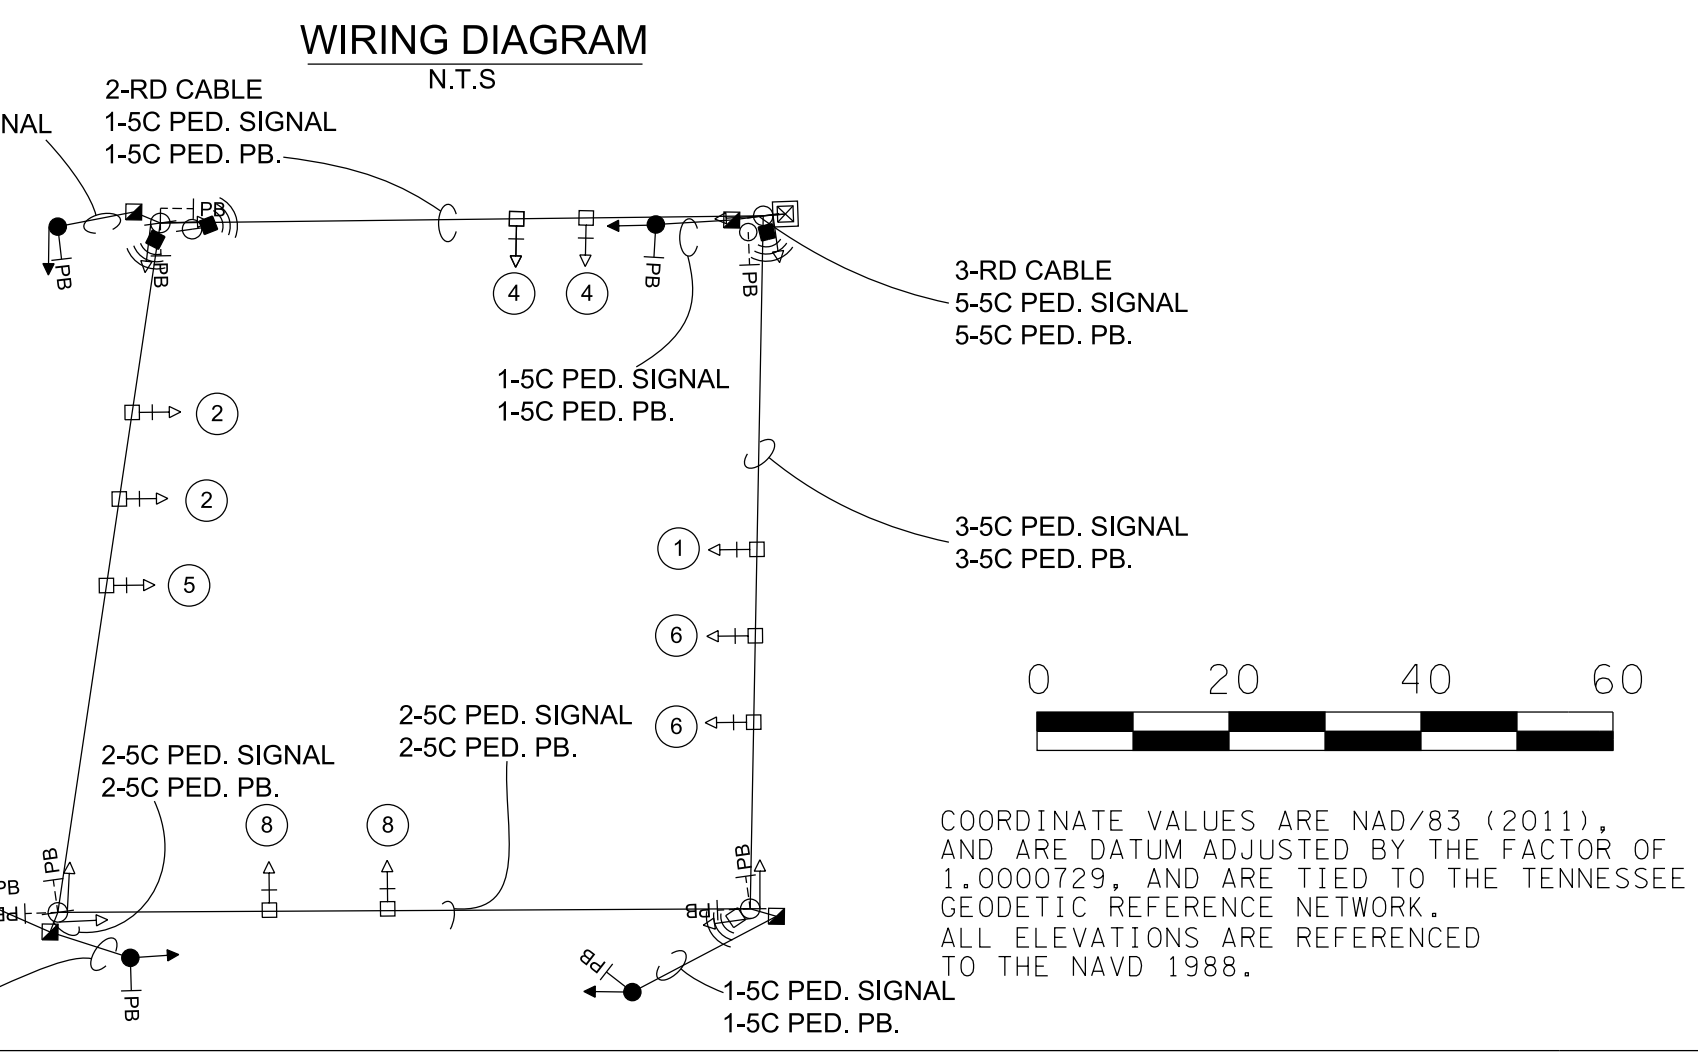 WIRING DIAGRAM
N.T.S
2-RD CABLE
1-5C PED. SIGNAL
1-5C PED. PB.
NAL
PB
PB
PB
PB
PB
4
4
3-RD CABLE
5-5C PED. SIGNAL
5-5C PED. PB.
1-5C PED. SIGNAL
1-5C PED. PB.
2
2
5
1
6
6
3-5C PED. SIGNAL
3-5C PED. PB.
0 20 40 60
2-5C PED. SIGNAL
2-5C PED. PB.
2-5C PED. SIGNAL
2-5C PED. PB.
8
8
COORDINATE VALUES ARE NAD/83 (2011),
AND ARE DATUM ADJUSTED BY THE FACTOR OF
1.0000729, AND ARE TIED TO THE TENNESSEE
GEODETIC REFERENCE NETWORK.
ALL ELEVATIONS ARE REFERENCED
TO THE NAVD 1988.
PB
PB
PB
PB
PB
PB
PB
1-5C PED. SIGNAL
1-5C PED. PB.